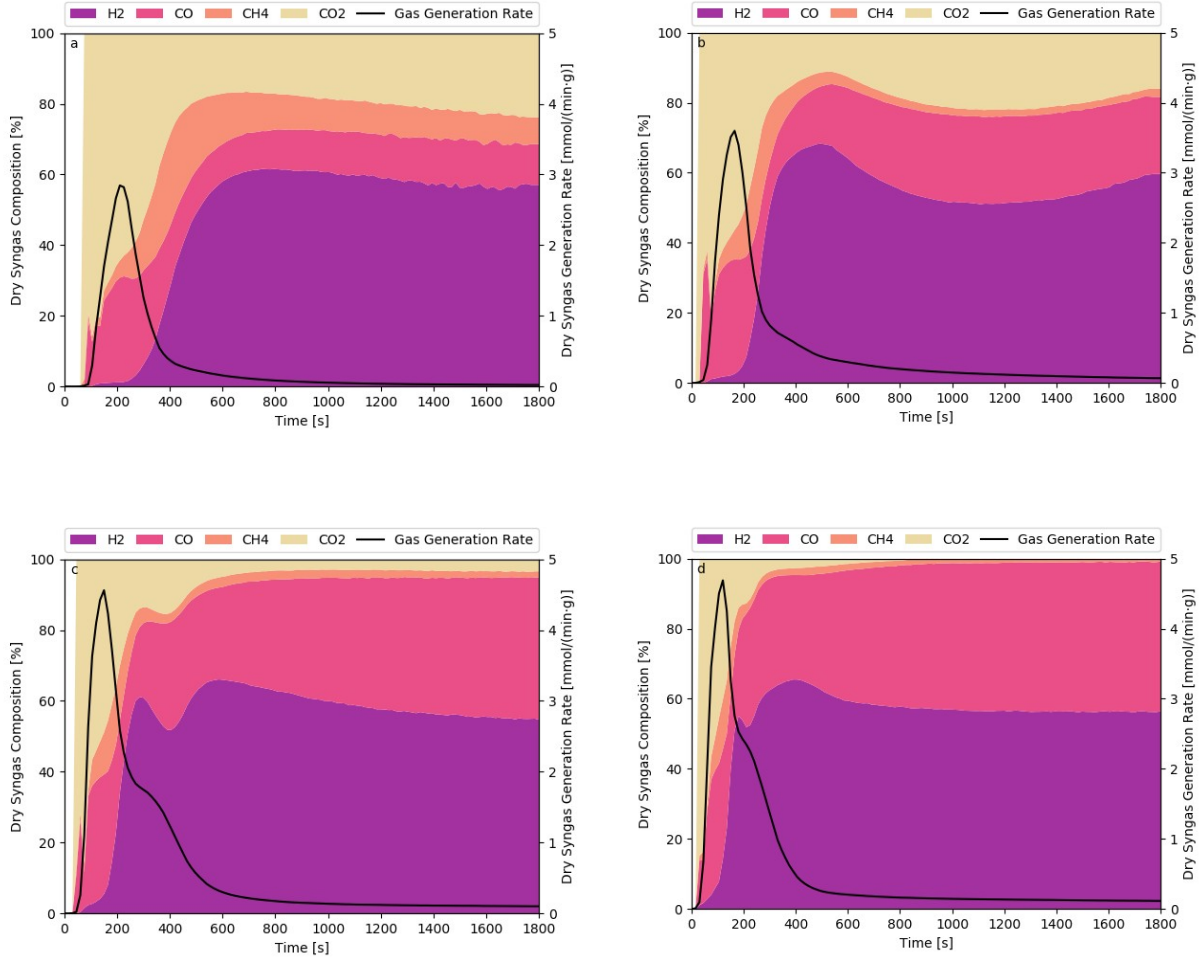 H2 CO CH4 CO2 Gas Generation Rate
a
Dry Syngas Composition [%]
100
80
60
40
20
0
0 200 400 600 800 1000 1200 1400 1600 1800
Time [s]
5
4
3
2
1
0
Dry Syngas Generation Rate [mmol/(min·g)]
H2 CO CH4 CO2 Gas Generation Rate
b
Dry Syngas Composition [%]
100
80
60
40
20
0
0 200 400 600 800 1000 1200 1400 1600 1800
Time [s]
5
4
3
2
1
0
Dry Syngas Generation Rate [mmol/(min·g)]
H2 CO CH4 CO2 Gas Generation Rate
c
Dry Syngas Composition [%]
100
80
60
40
20
0
0 200 400 600 800 1000 1200 1400 1600 1800
Time [s]
5
4
3
2
1
0
Dry Syngas Generation Rate [mmol/(min·g)]
H2 CO CH4 CO2 Gas Generation Rate
d
Dry Syngas Composition [%]
100
80
60
40
20
0
0 200 400 600 800 1000 1200 1400 1600 1800
Time [s]
5
4
3
2
1
0
Dry Syngas Generation Rate [mmol/(min·g)]